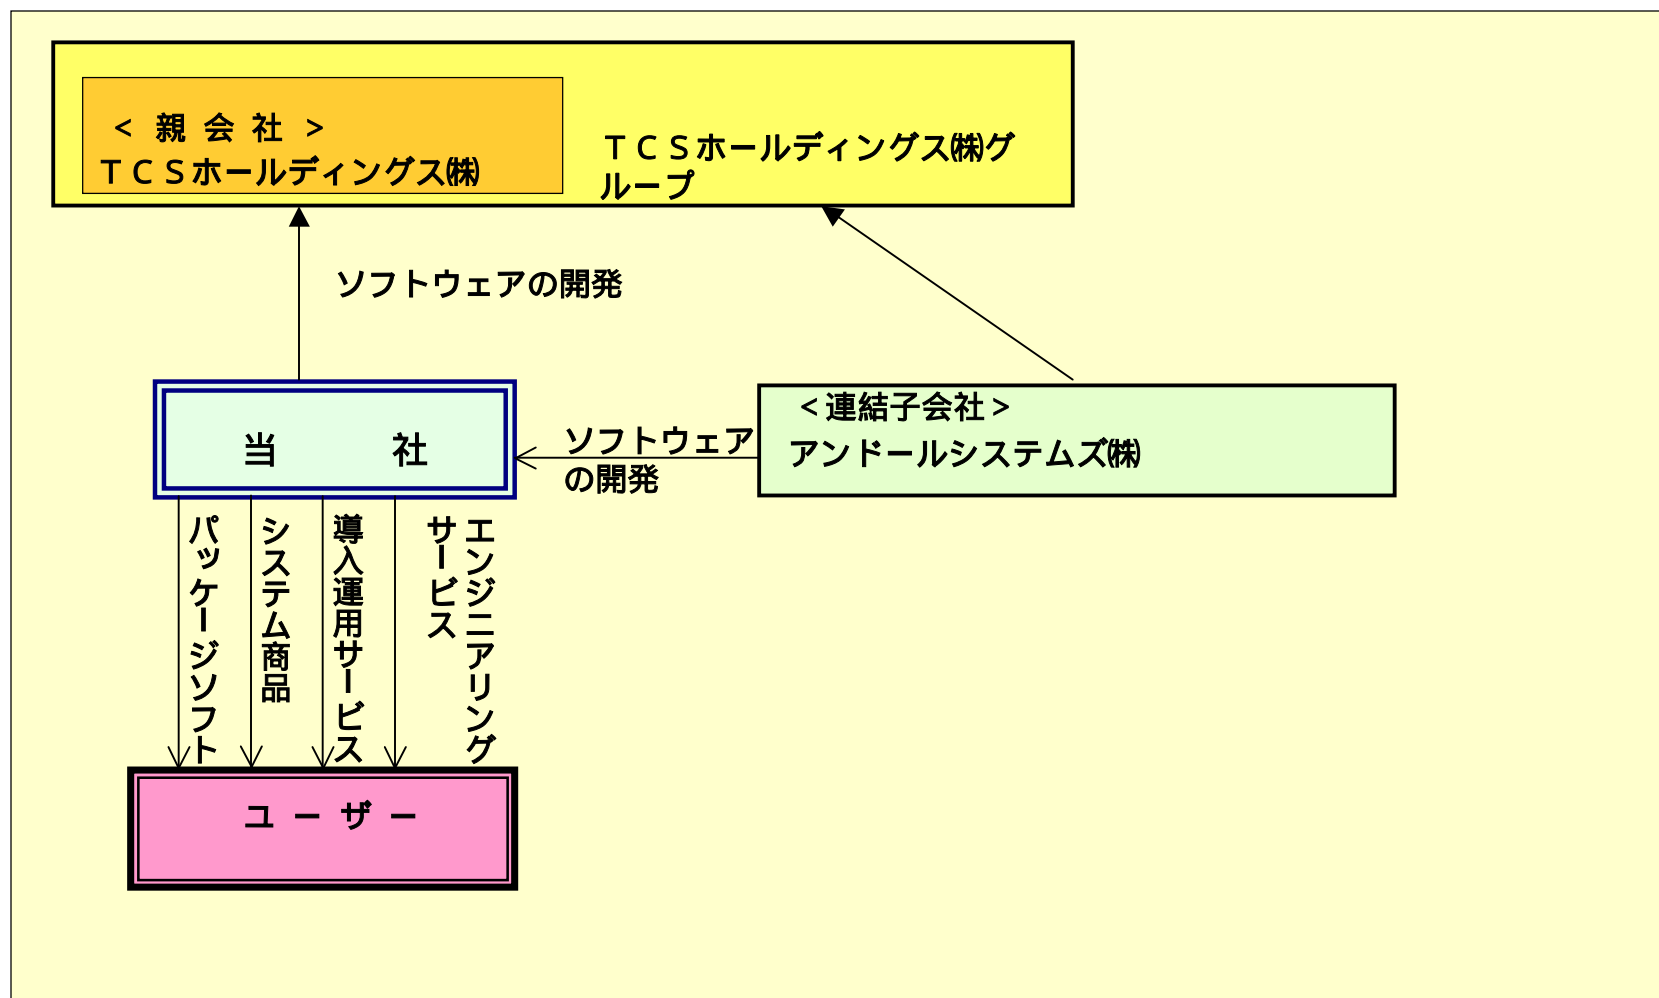 ＜ 親 会 社 ＞
ＴＣＳホールディングス㈱
ＴＣＳホールディングス㈱グ
ループ
ソフトウェアの開発
当　　　社
ソフトウェア
の開発
＜連結子会社＞
アンドールシステムズ㈱
パッケージソフト
システム商品
導入運用サービス
エンジニアリング
サービス
ユ ー ザ ー